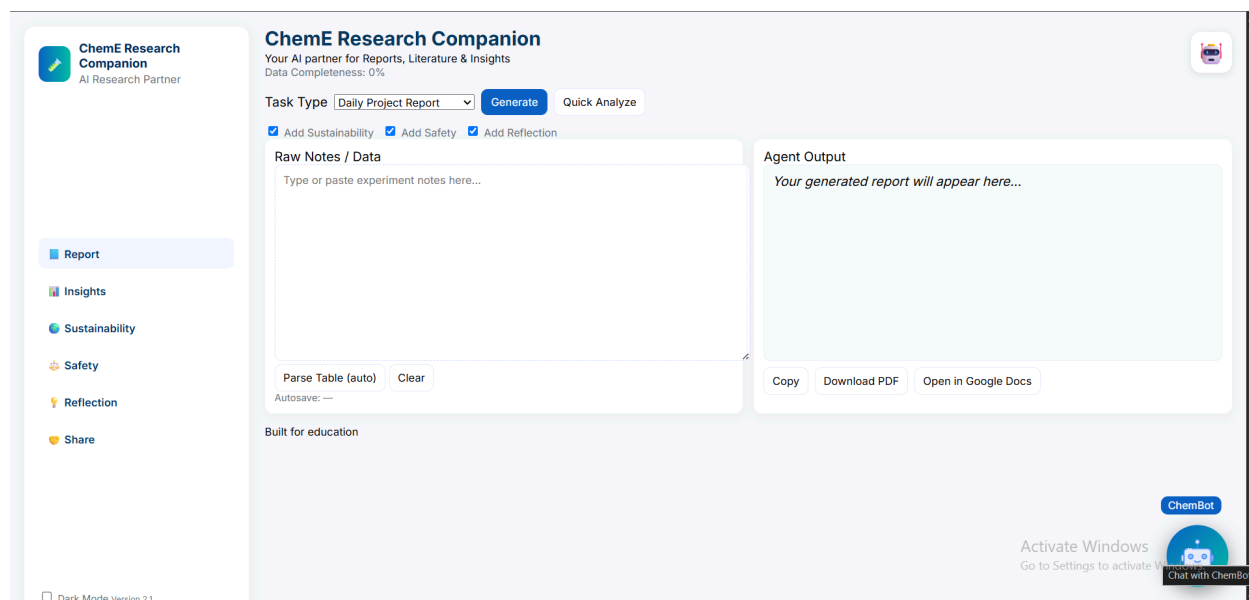 ChemE Research
Companion
AI Research Partner
Report
Insights
Sustainability
Safety
Reflection
Share
Dark Mode Version 2.1
ChemE Research Companion
Your AI partner for Reports, Literature & Insights
Data Completeness: 0%
Task Type Daily Project Report Generate Quick Analyze
Add Sustainability Add Safety Add Reflection
Raw Notes / Data
Type or paste experiment notes here...
Parse Table (auto) Clear
Autosave: —
Agent Output
Your generated report will appear here...
Copy Download PDF Open in Google Docs
Built for education
ChemBot
Activate Windows
Go to Settings to activate Windows.
Chat with ChemBot